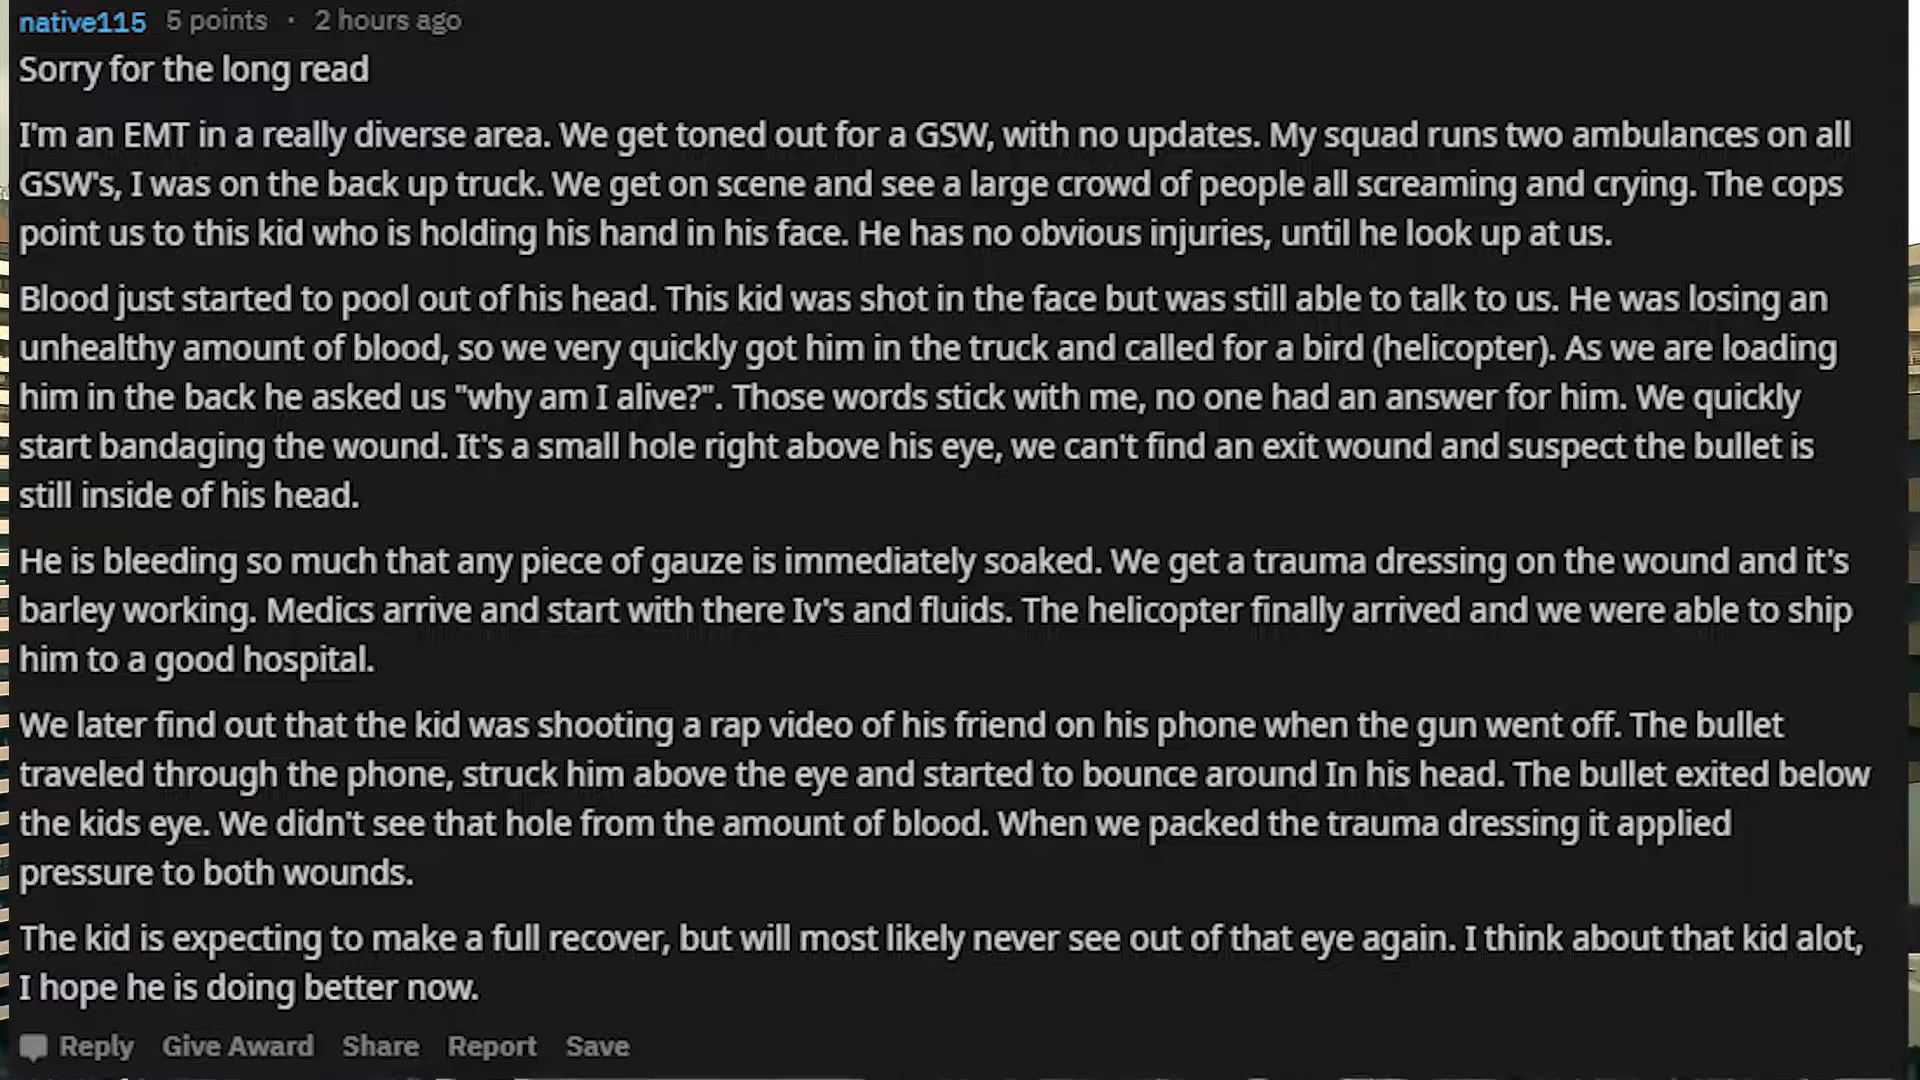 native115 5 points · 2 hours ago
Sorry for the long read
I'm an EMT in a really diverse area. We get toned out for a GSW, with no updates. My squad runs two ambulances on all
GSW's, I was on the back up truck. We get on scene and see a large crowd of people all screaming and crying. The cops
point us to this kid who is holding his hand in his face. He has no obvious injuries, until he look up at us.
Blood just started to pool out of his head. This kid was shot in the face but was still able to talk to us. He was losing an
unhealthy amount of blood, so we very quickly got him in the truck and called for a bird (helicopter). As we are loading
him in the back he asked us "why am I alive?". Those words stick with me, no one had an answer for him. We quickly
start bandaging the wound. It's a small hole right above his eye, we can't find an exit wound and suspect the bullet is
still inside of his head.
He is bleeding so much that any piece of gauze is immediately soaked. We get a trauma dressing on the wound and it's
barley working. Medics arrive and start with there Iv's and fluids. The helicopter finally arrived and we were able to ship
him to a good hospital.
We later find out that the kid was shooting a rap video of his friend on his phone when the gun went off. The bullet
traveled through the phone, struck him above the eye and started to bounce around In his head. The bullet exited below
the kids eye. We didn't see that hole from the amount of blood. When we packed the trauma dressing it applied
pressure to both wounds.
The kid is expecting to make a full recover, but will most likely never see out of that eye again. I think about that kid alot,
I hope he is doing better now.
Reply Give Award Share Report Save